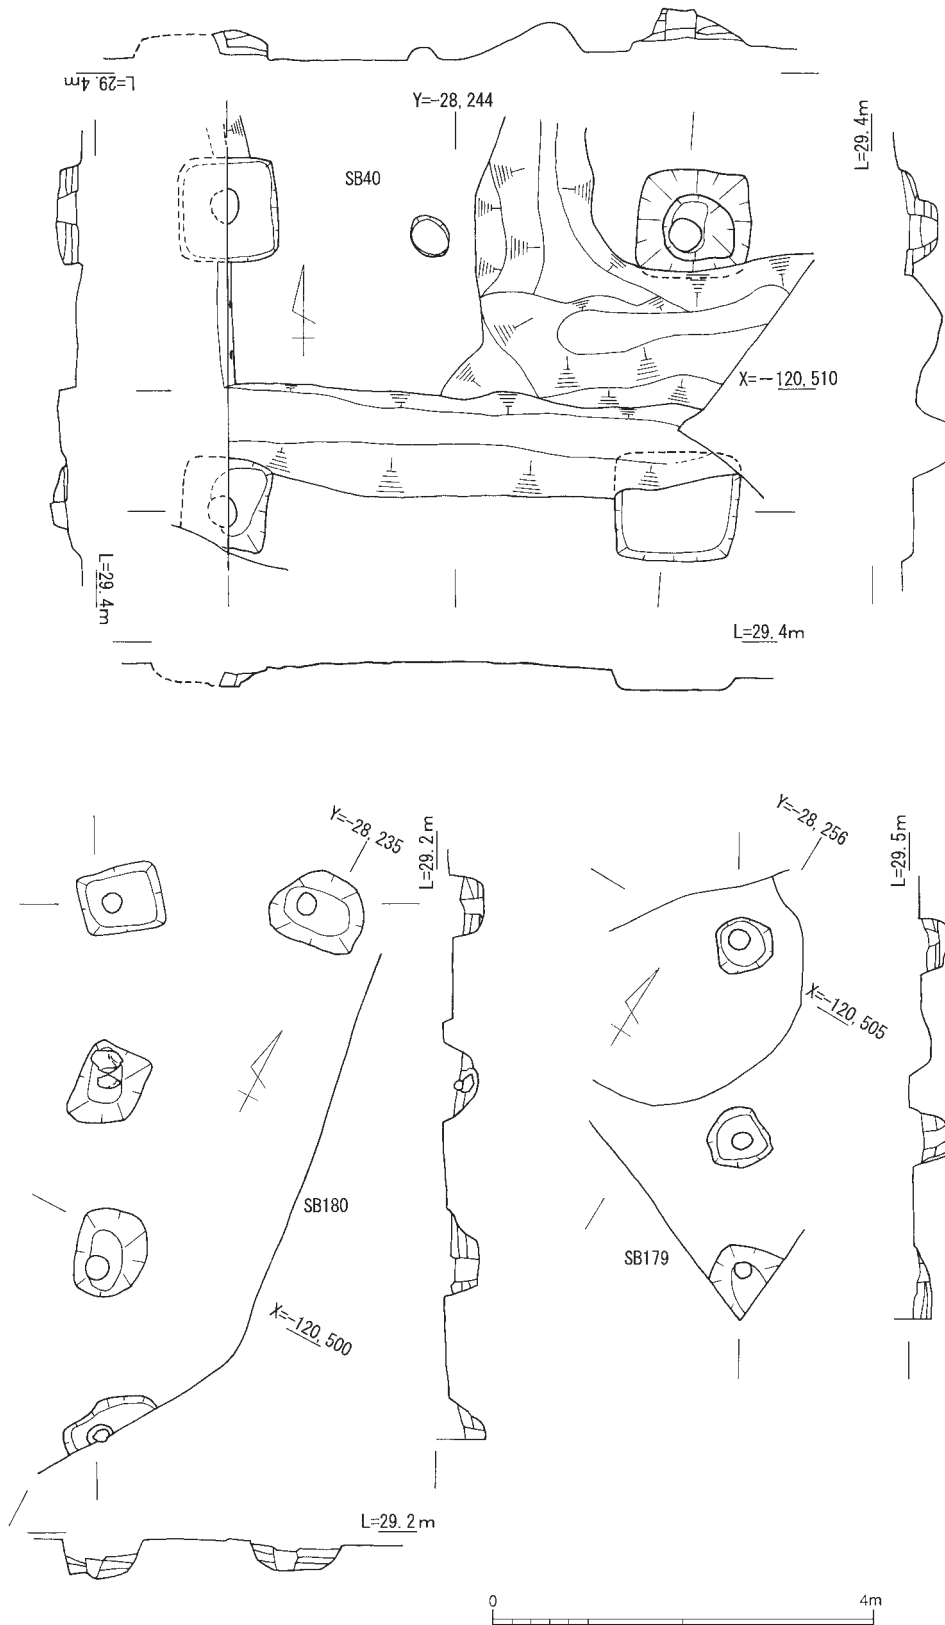 L=29.4m
Y=-28,244
L=29.4m
SB40
X=-120,510
L=29.4m
L=29.4m
Y=-28,235
L=29.2m
Y=-28,256
L=29.5m
X=-120,505
SB180
SB179
X=-120,500
L=29.2m
0 4m